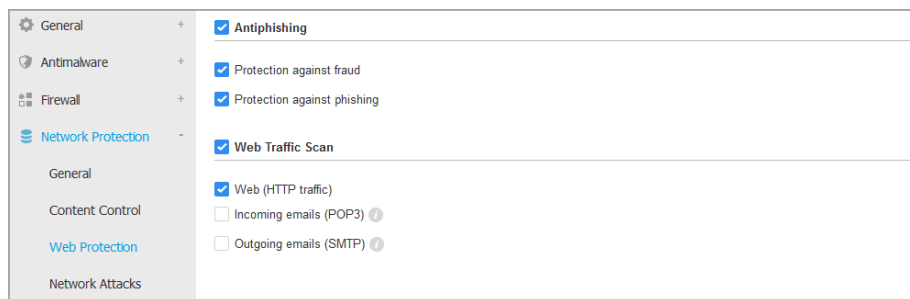 General +
Antimalware +
Firewall +
Network Protection -
General
Content Control
Web Protection
Network Attacks
Antiphishing
Protection against fraud
Protection against phishing
Web Traffic Scan
Web (HTTP traffic)
Incoming emails (POP3) i
Outgoing emails (SMTP) i